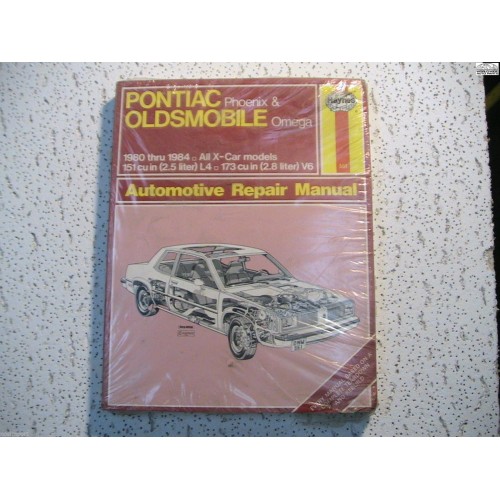 PONTIAC Phoenix &
OLDSMOBILE Omega
Haynes
1980 thru 1984 □ All X-Car models
151 cu in (2.5 liter) L4 □ 173 cu in (2.8 liter) V6
Automotive Repair Manual